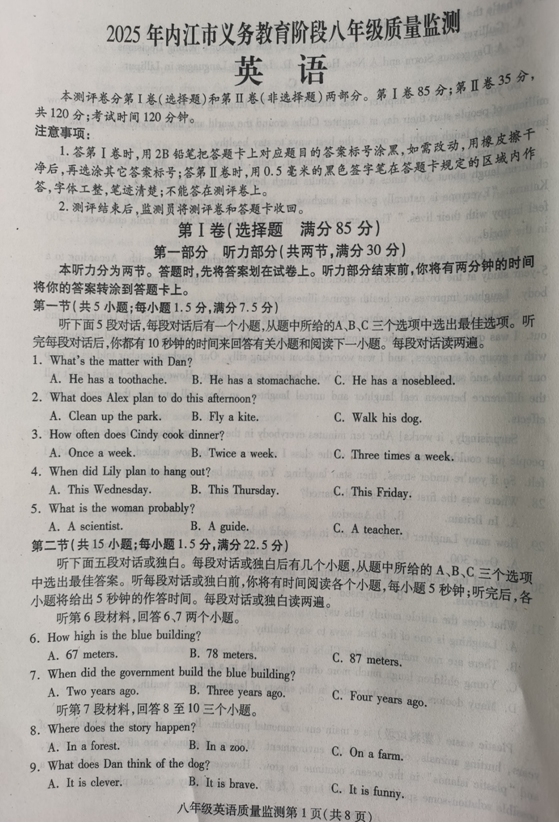 2025 年内江市义务教育阶段八年级质量监测
英 语
本测评卷分第Ⅰ卷(选择题)和第Ⅱ卷(非选择题)两部分。第Ⅰ卷 85 分;第Ⅱ卷 35 分,
共 120 分;考试时间 120 分钟。
注意事项:
1. 答第Ⅰ卷时,用 2B 铅笔把答题卡上对应题目的答案标号涂黑,如需改动,用橡皮擦干
净后,再选涂其它答案标号;答第Ⅱ卷时,用 0.5 毫米的黑色签字笔在答题卡规定的区域内作
答,字体工整,笔迹清楚;不能答在测评卷上。
2. 测评结束后,监测员将测评卷和答题卡收回。
第Ⅰ卷(选择题 满分 85 分)
第一部分 听力部分(共两节,满分 30 分)
本听力分为两节。答题时,先将答案划在试卷上。听力部分结束前,你将有两分钟的时间
将你的答案转涂到答题卡上。
第一节(共 5 小题;每小题 1.5 分,满分 7.5 分)
听下面 5 段对话,每段对话后有一个小题,从题中所给的A、B、C 三个选项中选出最佳选项。听
完每段对话后,你都有 10 秒钟的时间来回答有关小题和阅读下一小题。每段对话读两遍。
1. What's the matter with Dan?
A. He has a toothache. B. He has a stomachache. C. He has a nosebleed.
2. What does Alex plan to do this afternoon?
A. Clean up the park. B. Fly a kite. C. Walk his dog.
3. How often does Cindy cook dinner?
A. Once a week. B. Twice a week. C. Three times a week.
4. When did Lily plan to hang out?
A. This Wednesday. B. This Thursday. C. This Friday.
5. What is the woman probably?
A. A scientist. B. A guide. C. A teacher.
第二节(共 15 小题;每小题 1.5 分,满分 22.5 分)
听下面五段对话或独白。每段对话或独白后有几个小题,从题中所给的 A、B、C 三个选项
中选出最佳答案。听每段对话或独白前,你将有时间阅读各个小题,每小题 5 秒钟;听完后,各
小题将给出 5 秒钟的作答时间。每段对话或独白读两遍。
听第 6 段材料,回答 6、7 两个小题。
6. How high is the blue building?
A. 67 meters. B. 78 meters. C. 87 meters.
7. When did the government build the blue building?
A. Two years ago. B. Three years ago. C. Four years ago.
听第 7 段材料,回答 8 至 10 三个小题。
8. Where does the story happen?
A. In a forest. B. In a zoo. C. On a farm.
9. What does Dan think of the dog?
A. It is clever. B. It is brave. C. It is funny.
八年级英语质量监测第 1 页(共 8 页)